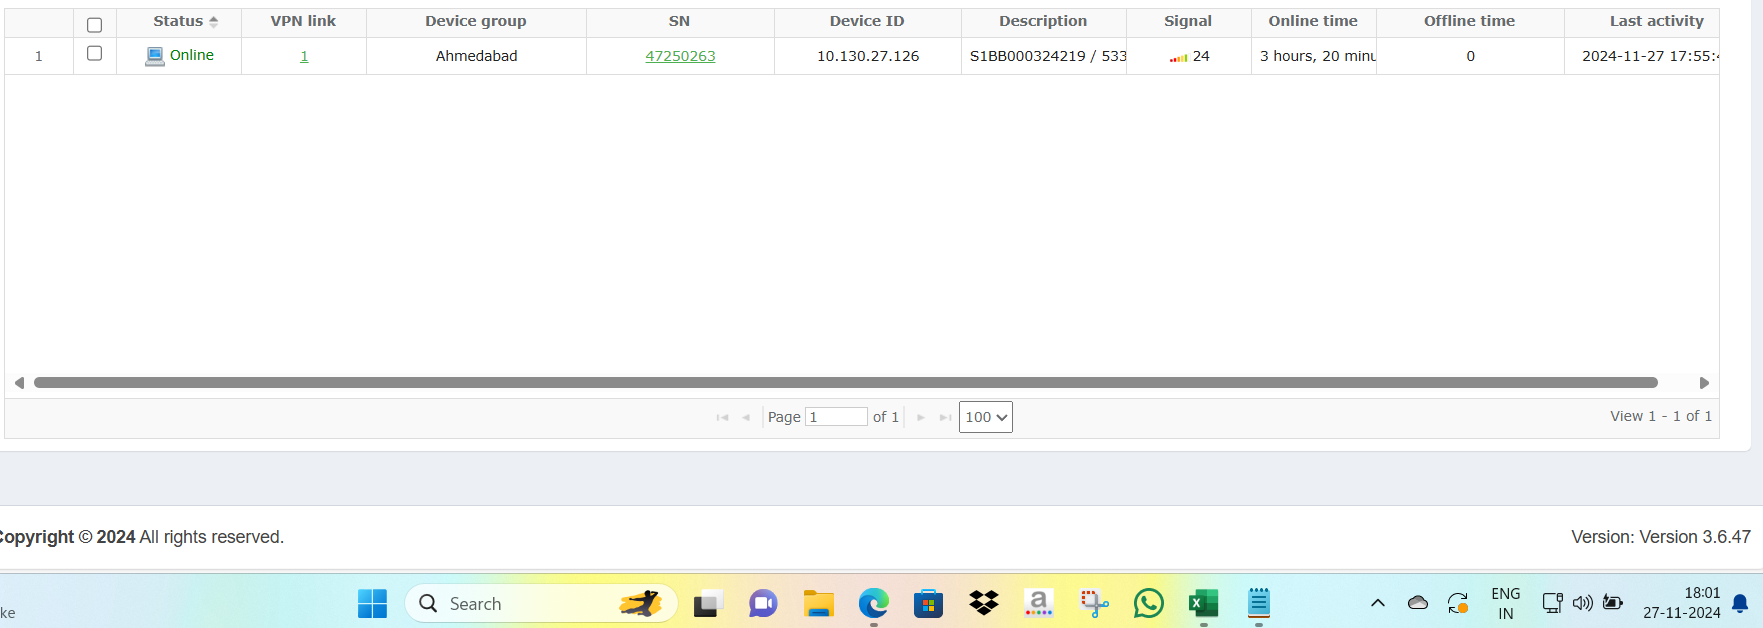 Status VPN link Device group SN Device ID Description Signal Online time Offline time Last activity
1 Online 1 Ahmedabad 47250263 10.130.27.126 S1BB000324219 / 533 24 3 hours, 20 minu 0 2024-11-27 17:55:4
Page 1 of 1 100 View 1 - 1 of 1
Copyright © 2024 All rights reserved. Version: Version 3.6.47
ke Search ENG 18:01
IN 27-11-2024